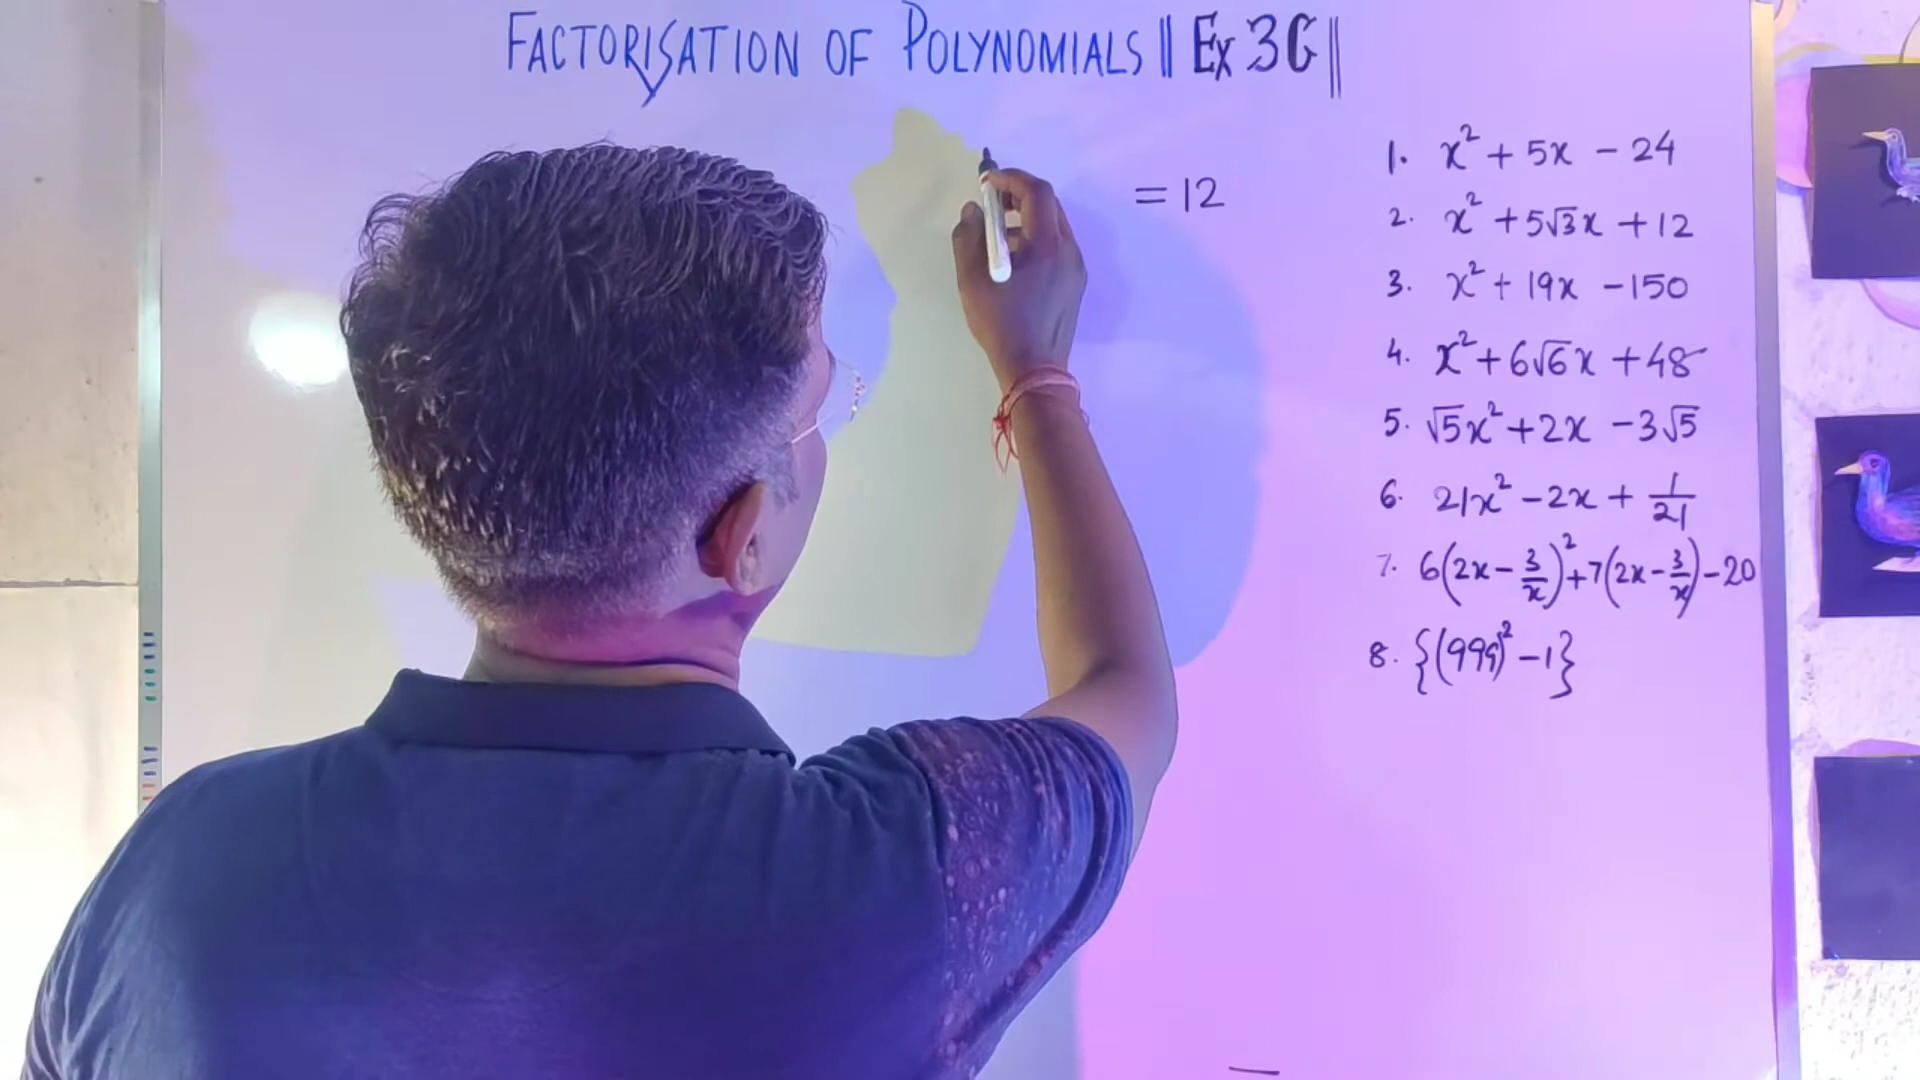 FACTORISATION OF POLYNOMIALS || Ex 3G ||
= 12
1. x² + 5x - 24
2. x² + 5√3x + 12
3. x² + 19x - 150
4. x² + 6√6x + 48
5. √5x² + 2x - 3√5
6. 21x² - 2x + 1/21
7. 6(2x - 3/x)² + 7(2x - 3/x) - 20
8. {(999)² - 1}